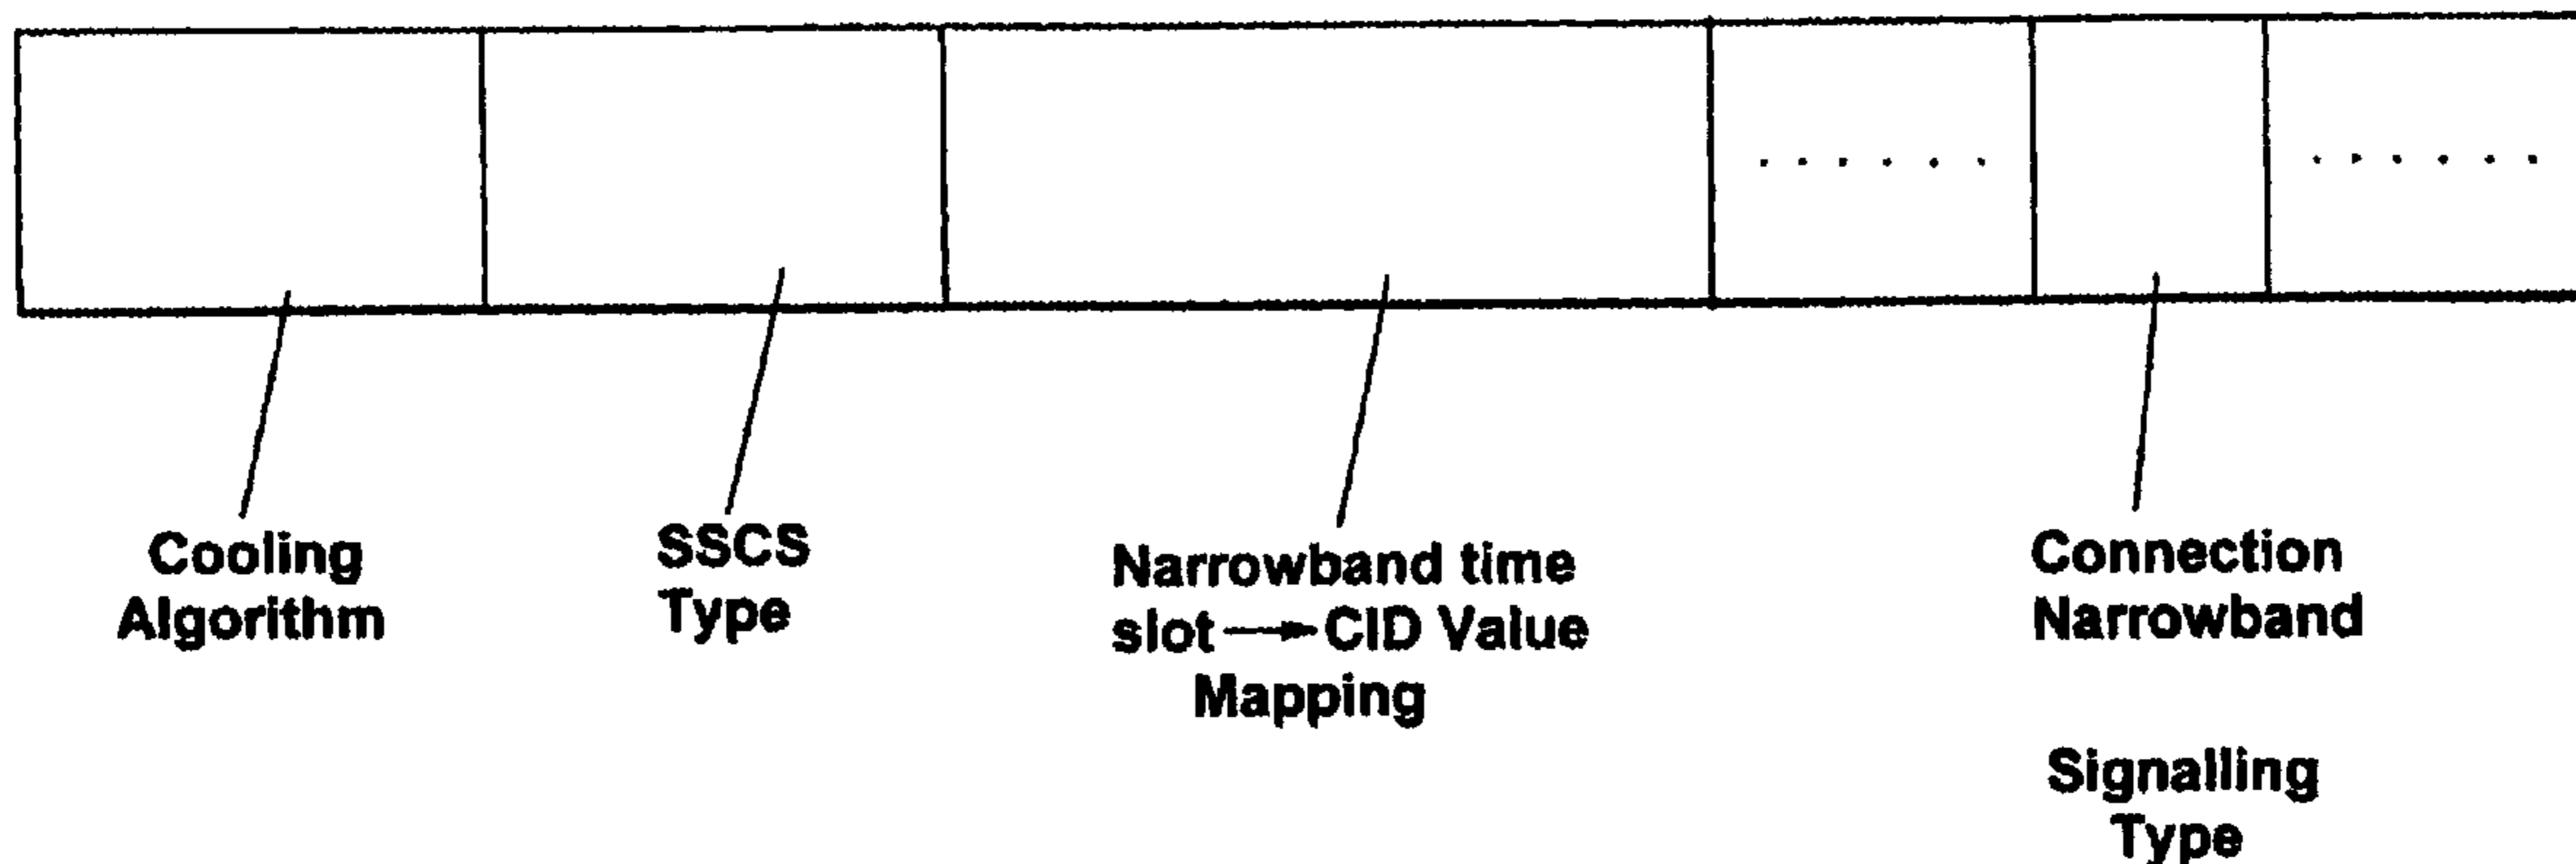 Cooling
Algorithm
SSCS
Type
Narrowband time
slot → CID Value
Mapping
Connection
Narrowband
Signalling
Type